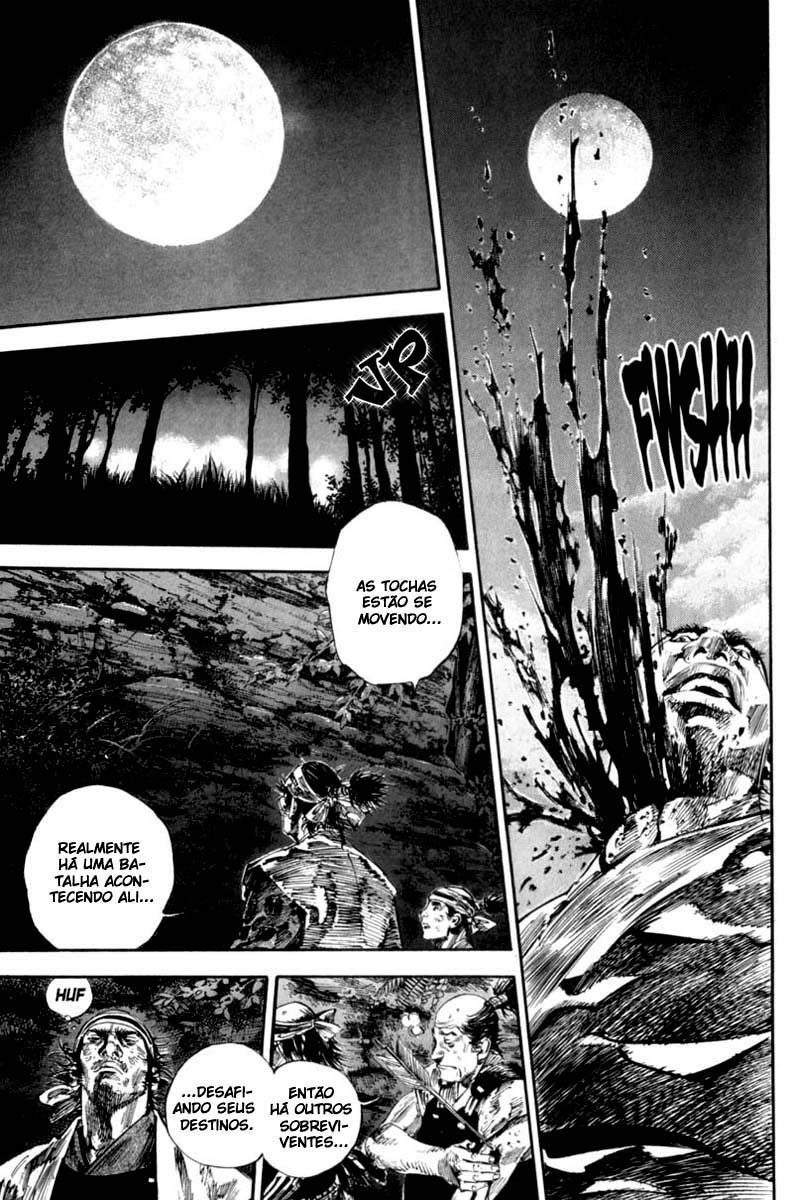 FWSHH
VP
AS TOCHAS
ESTÃO SE
MOVENDO...
REALMENTE
HÁ UMA BA-
TALHA ACON-
TECENDO ALI...
ENTÃO
HÁ OUTROS
SOBREVI-
VENTES...
...DESAFI-
ANDO SEUS
DESTINOS.
HUF